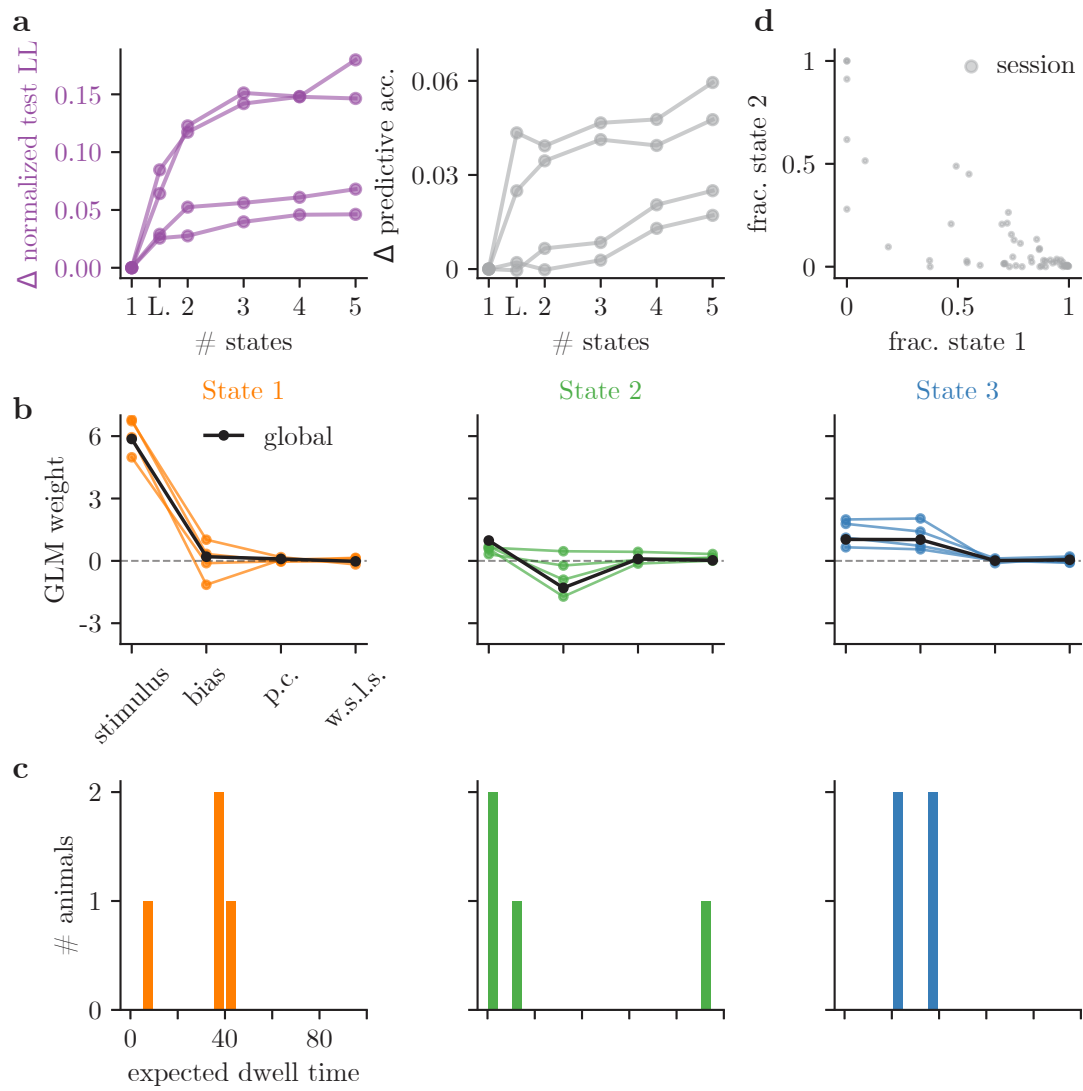 a
Δ normalized test LL
0.15
0.10
0.05
0.00
1 L. 2 3 4 5
# states
Δ predictive acc.
0.06
0.03
0
1 L. 2 3 4 5
# states
d
session
frac. state 2
1
0.5
0
0 0.5 1
frac. state 1
b
State 1
State 2
State 3
global
GLM weight
6
3
0
-3
stimulus
bias
p.c.
w.s.l.s.
c
# animals
2
1
0
0 40 80
expected dwell time